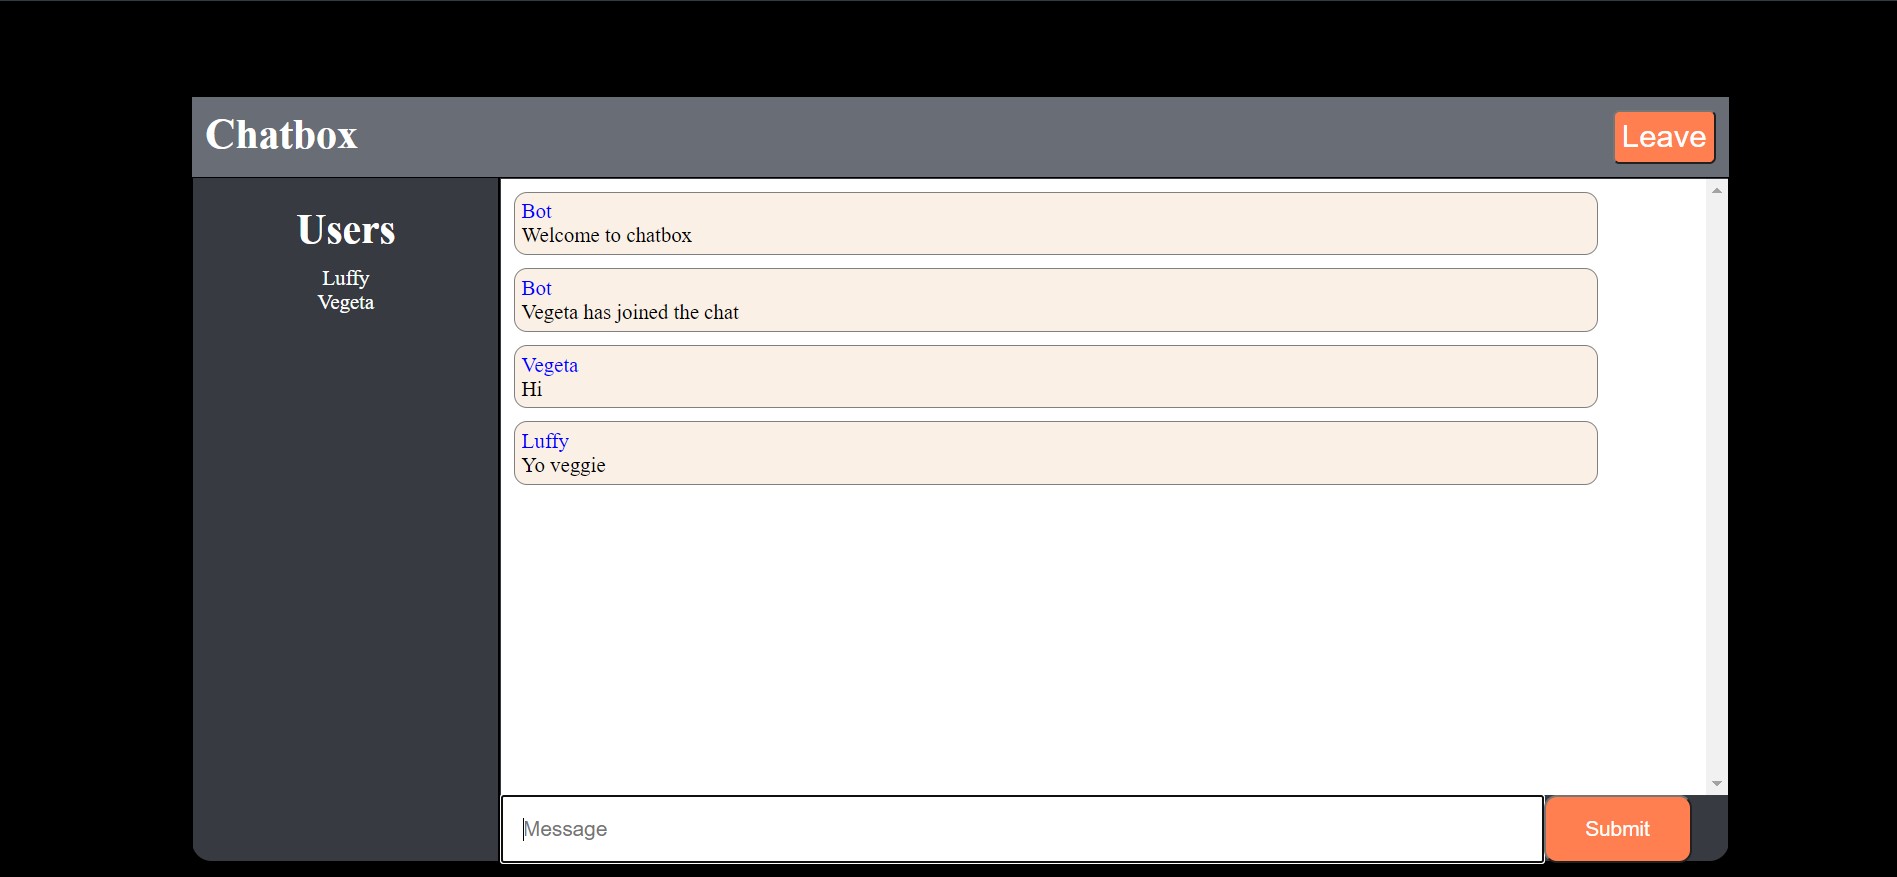 Chatbox
Leave
Users
Luffy
Vegeta
Bot
Welcome to chatbox
Bot
Vegeta has joined the chat
Vegeta
Hi
Luffy
Yo veggie
Message
Submit